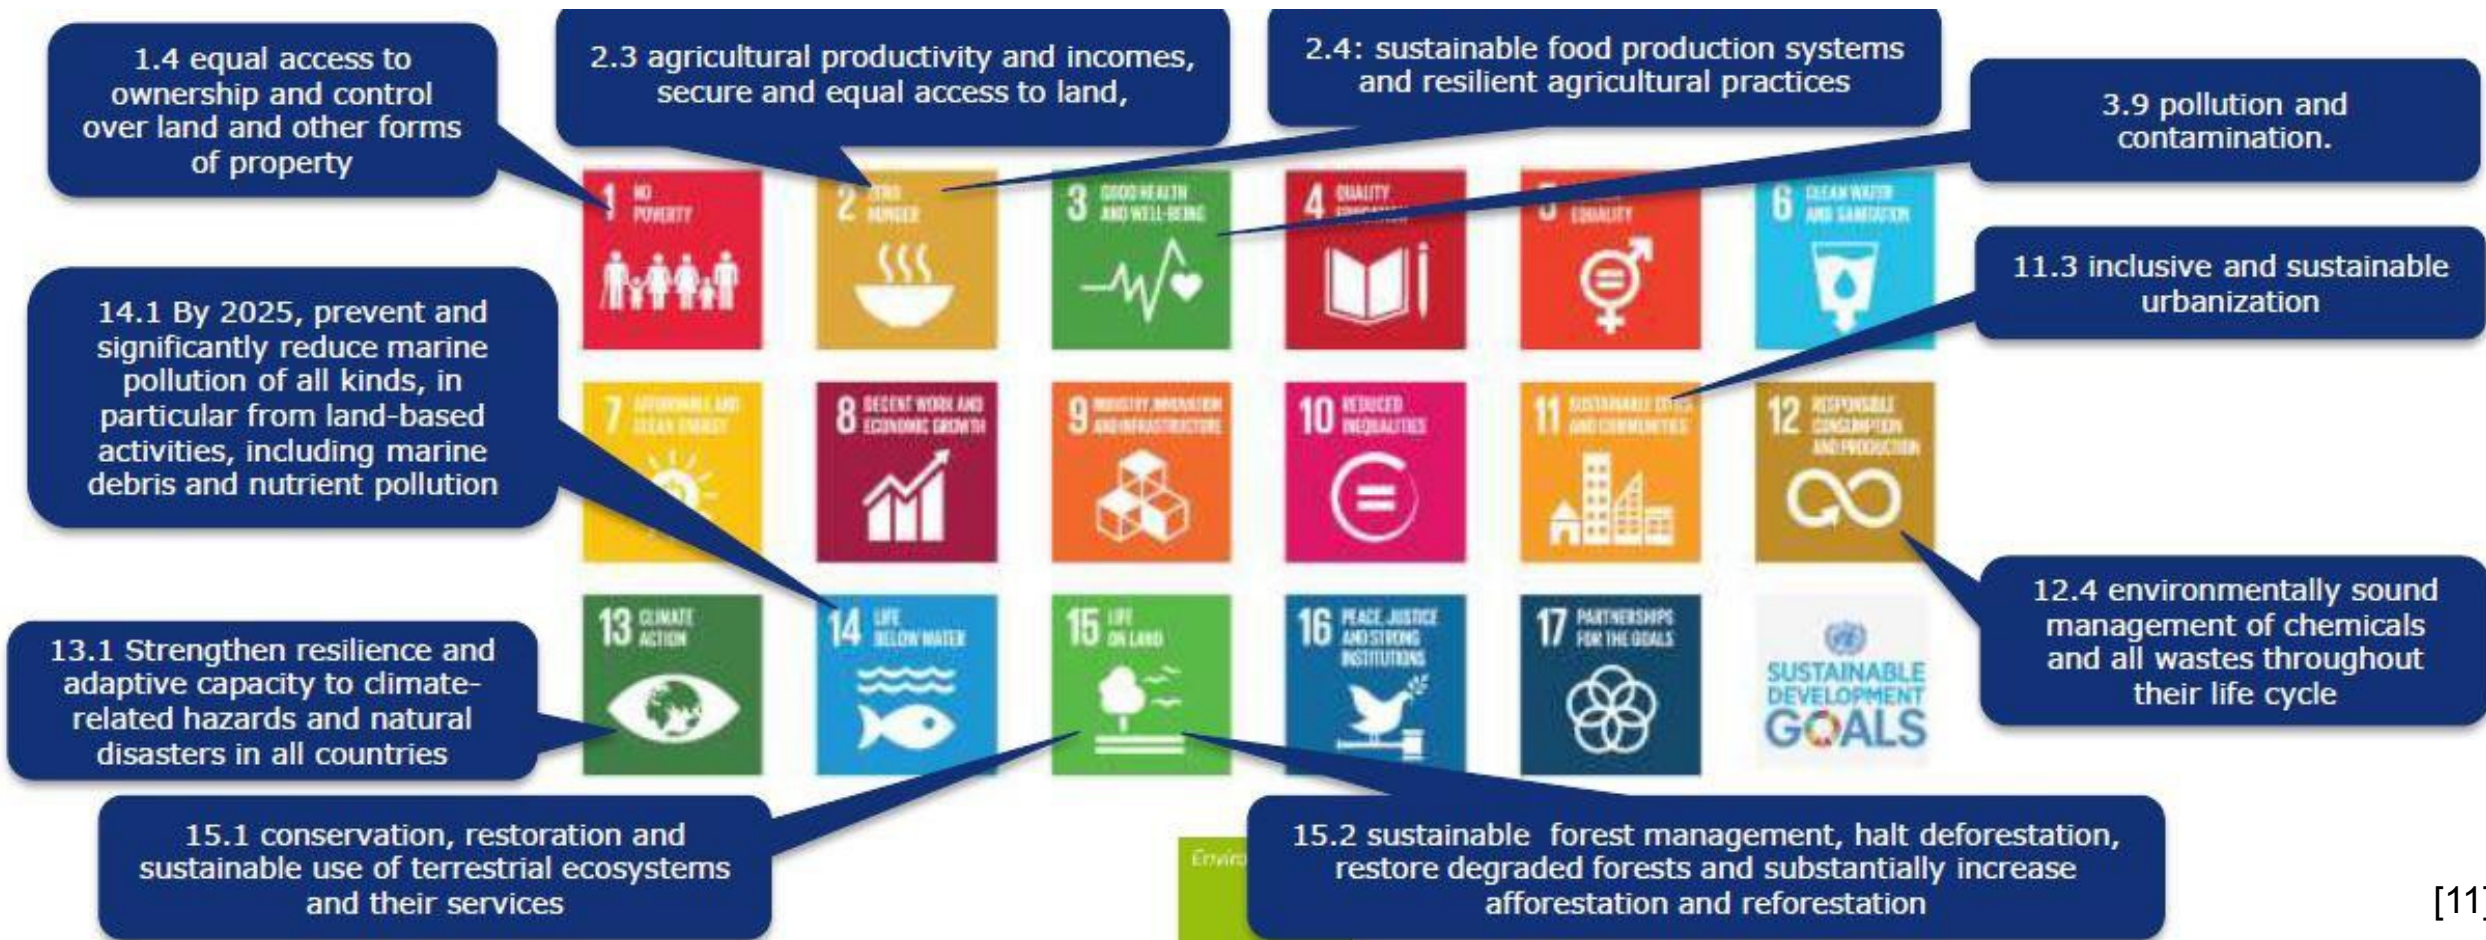 1.4 equal access to
ownership and control
over land and other forms
of property
2.3 agricultural productivity and incomes,
secure and equal access to land,
2.4: sustainable food production systems
and resilient agricultural practices
3.9 pollution and
contamination.
1 NO
POVERTY
2 ZERO
HUNGER
3 GOOD HEALTH
AND WELL-BEING
4 QUALITY
5
EQUALITY
6 CLEAN WATER
AND SANITATION
11.3 inclusive and sustainable
urbanization
14.1 By 2025, prevent and
significantly reduce marine
pollution of all kinds, in
particular from land-based
activities, including marine
debris and nutrient pollution
7 AFFORDABLE AND
CLEAN ENERGY
8 DECENT WORK AND
ECONOMIC GROWTH
9 INDUSTRY, INNOVATION
AND INFRASTRUCTURE
10 REDUCED
INEQUALITIES
11 SUSTAINABLE CITIES
AND COMMUNITIES
12 RESPONSIBLE
CONSUMPTION
AND PRODUCTION
12.4 environmentally sound
management of chemicals
and all wastes throughout
their life cycle
13.1 Strengthen resilience and
adaptive capacity to climate-
related hazards and natural
disasters in all countries
13 CLIMATE
ACTION
14 LIFE
BELOW WATER
15 LIFE
ON LAND
16 PEACE, JUSTICE
AND STRONG
INSTITUTIONS
17 PARTNERSHIPS
FOR THE GOALS
SUSTAINABLE
DEVELOPMENT
GOALS
15.1 conservation, restoration and
sustainable use of terrestrial ecosystems
and their services
Enviro
15.2 sustainable forest management, halt deforestation,
restore degraded forests and substantially increase
afforestation and reforestation
[11]